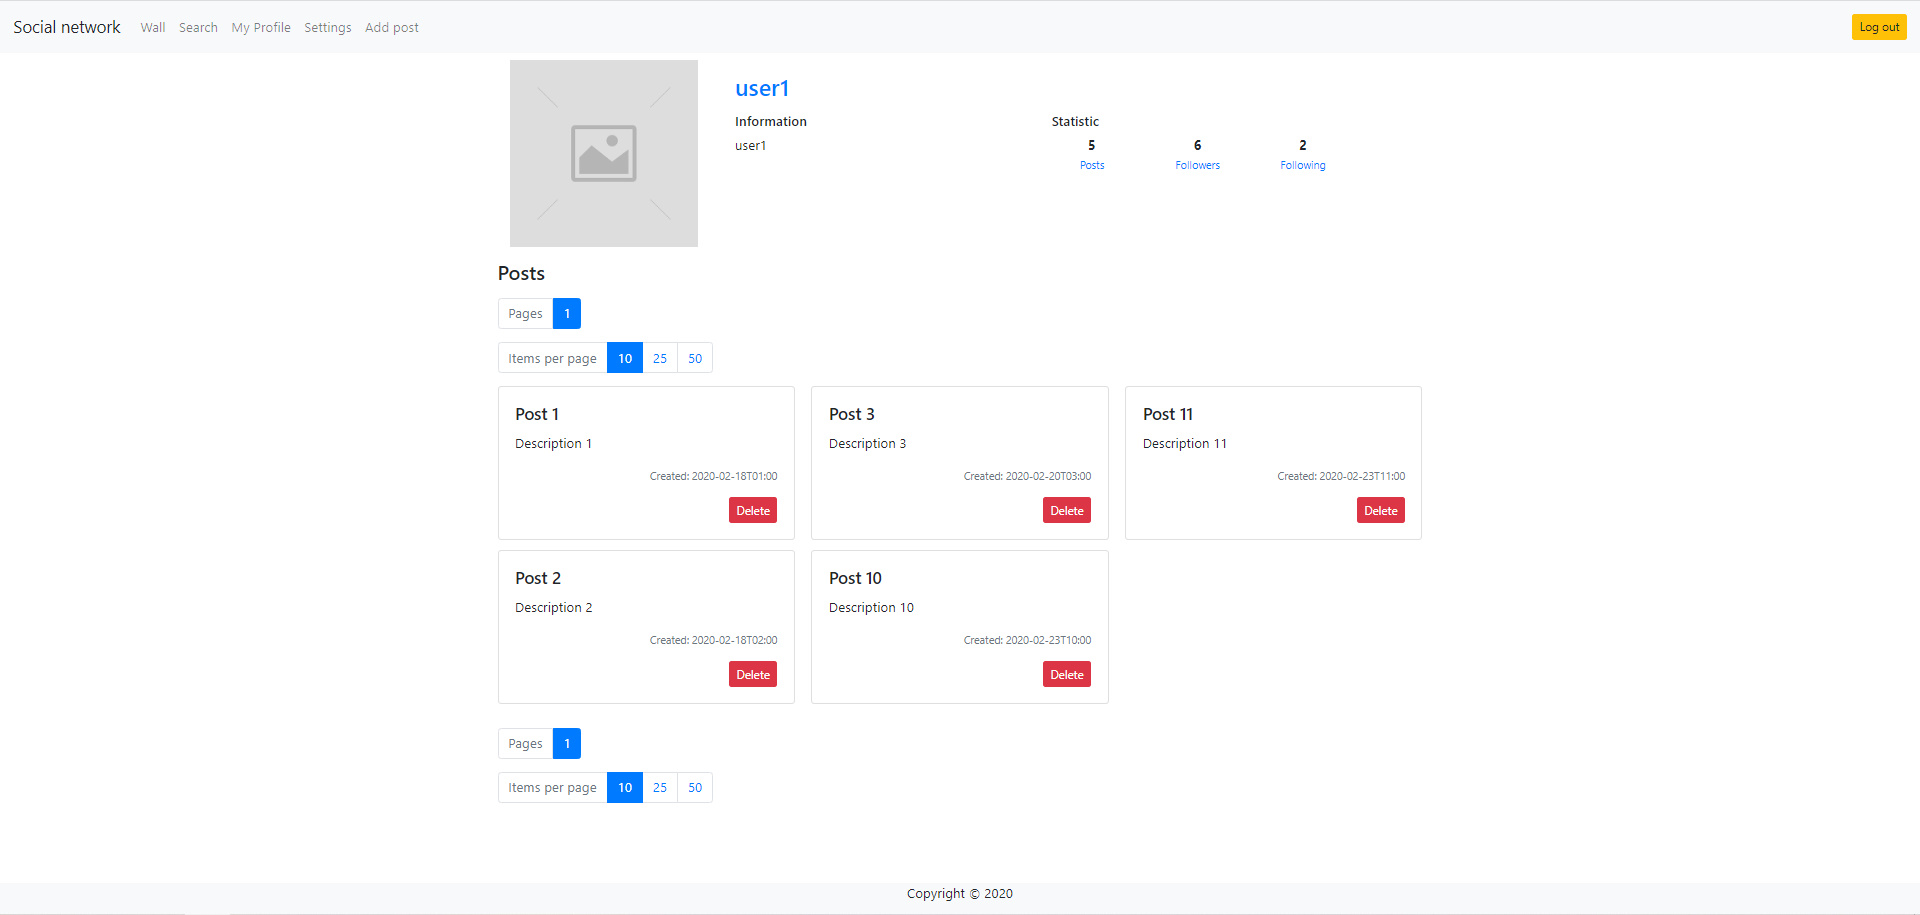 Social network Wall Search My Profile Settings Add post Log out
user1
Information Statistic
user1 5 6 2
Posts Followers Following
Posts
Pages 1
Items per page 10 25 50
Post 1
Description 1
Created: 2020-02-18T01:00
Delete
Post 3
Description 3
Created: 2020-02-20T03:00
Delete
Post 11
Description 11
Created: 2020-02-23T11:00
Delete
Post 2
Description 2
Created: 2020-02-18T02:00
Delete
Post 10
Description 10
Created: 2020-02-23T10:00
Delete
Pages 1
Items per page 10 25 50
Copyright © 2020